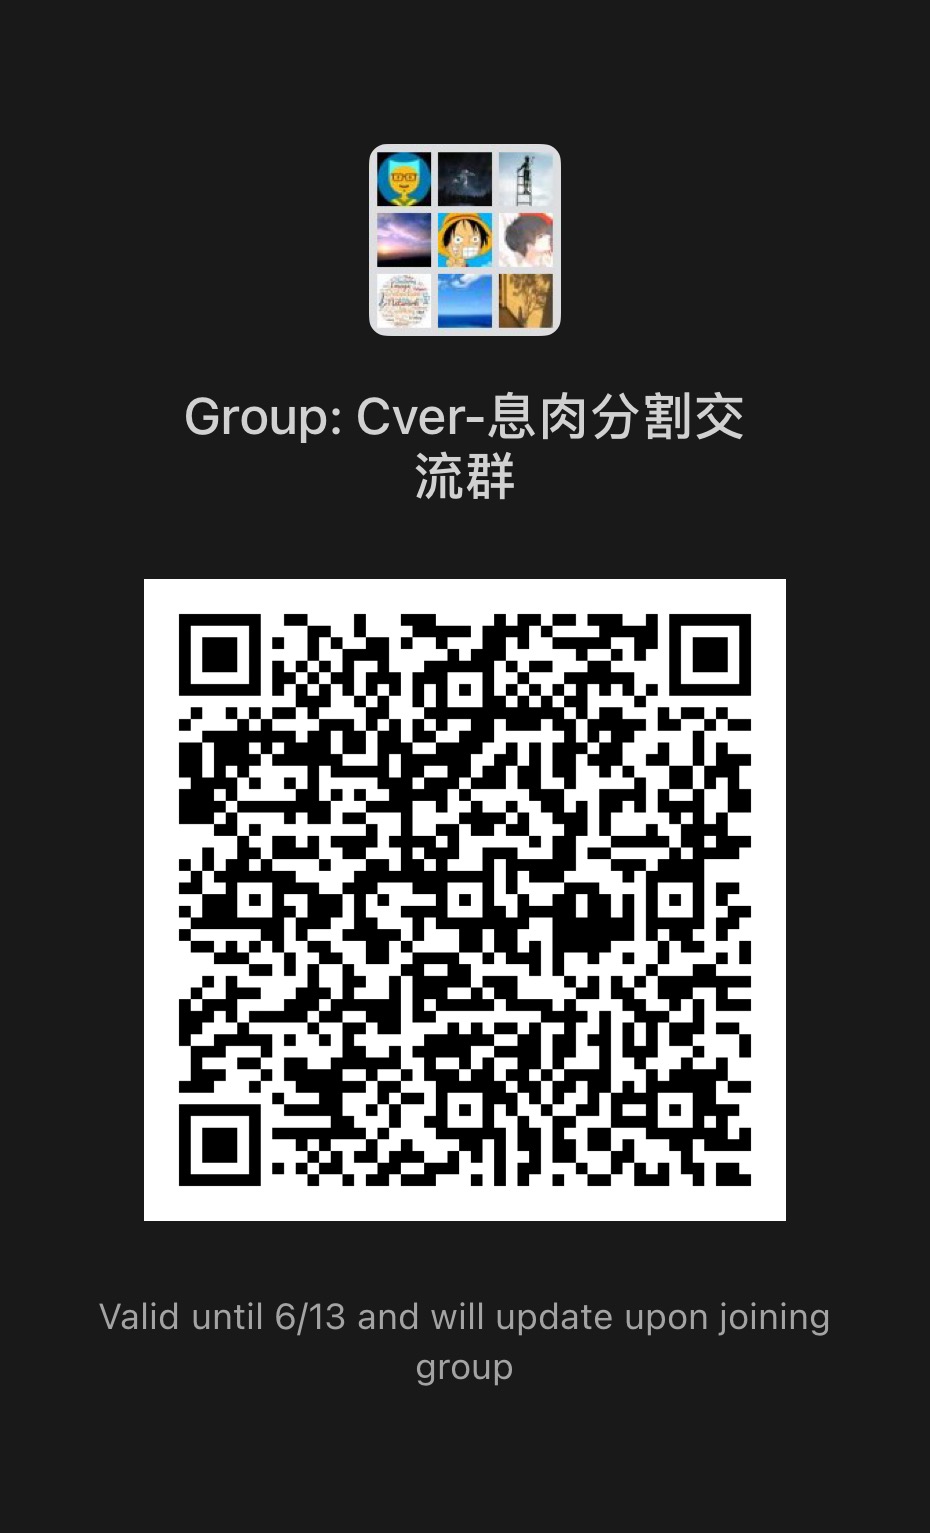 Group: Cver-息肉分割交
流群
Valid until 6/13 and will update upon joining
group